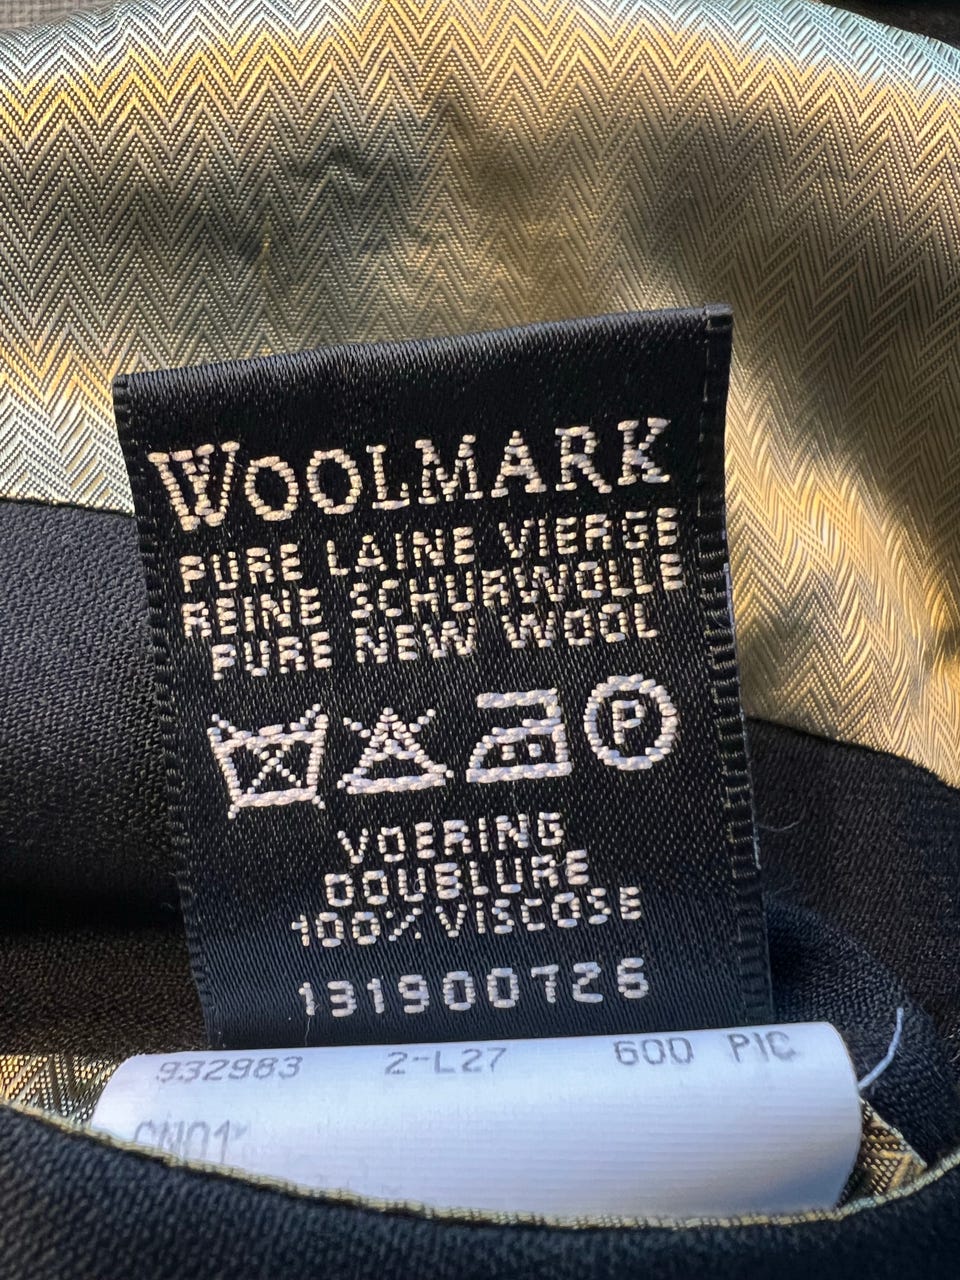 WOOLMARK
PURE LAINE VIERGE
REINE SCHURWOLLE
PURE NEW WOOL
P
VOERING
DOUBLURE
100% VISCOSE
131900726
932983 2-L27 600 PIC